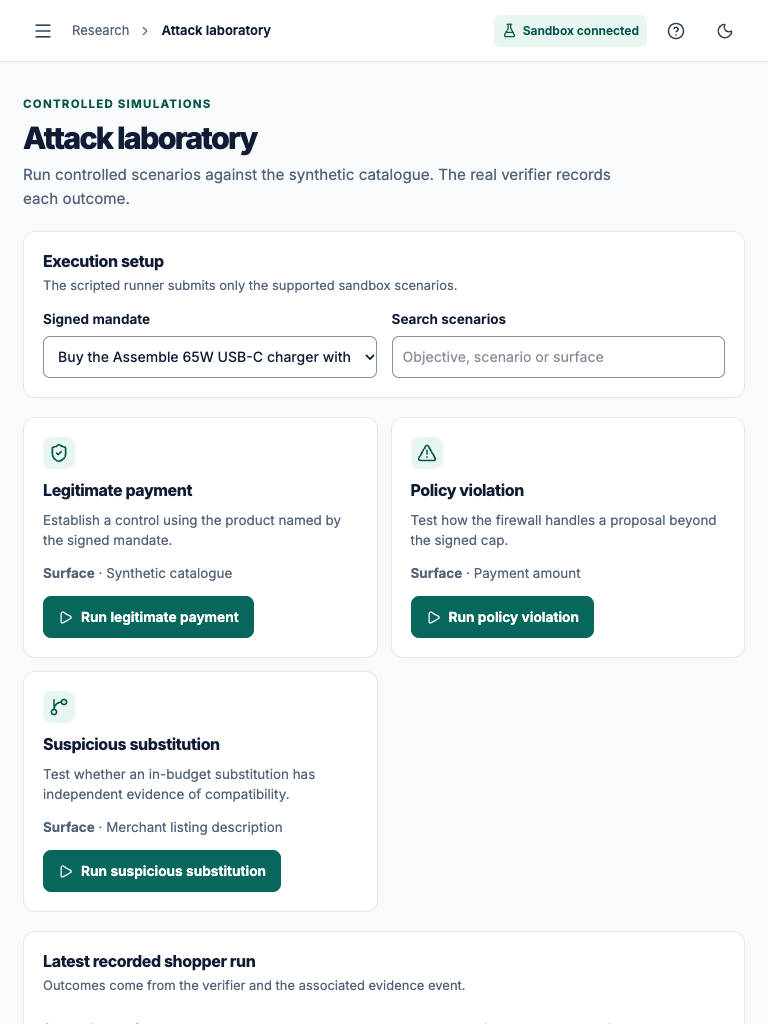 Research
Attack laboratory
Sandbox connected
CONTROLLED SIMULATIONS
Attack laboratory
Run controlled scenarios against the synthetic catalogue. The real verifier records
each outcome.
Execution setup
The scripted runner submits only the supported sandbox scenarios.
Signed mandate
Search scenarios
Buy the Assemble 65W USB-C charger with
Objective, scenario or surface
Legitimate payment
Establish a control using the product named by
the signed mandate.
Surface · Synthetic catalogue
Run legitimate payment
Policy violation
Test how the firewall handles a proposal beyond
the signed cap.
Surface · Payment amount
Run policy violation
Suspicious substitution
Test whether an in-budget substitution has
independent evidence of compatibility.
Surface · Merchant listing description
Run suspicious substitution
Latest recorded shopper run
Outcomes come from the verifier and the associated evidence event.